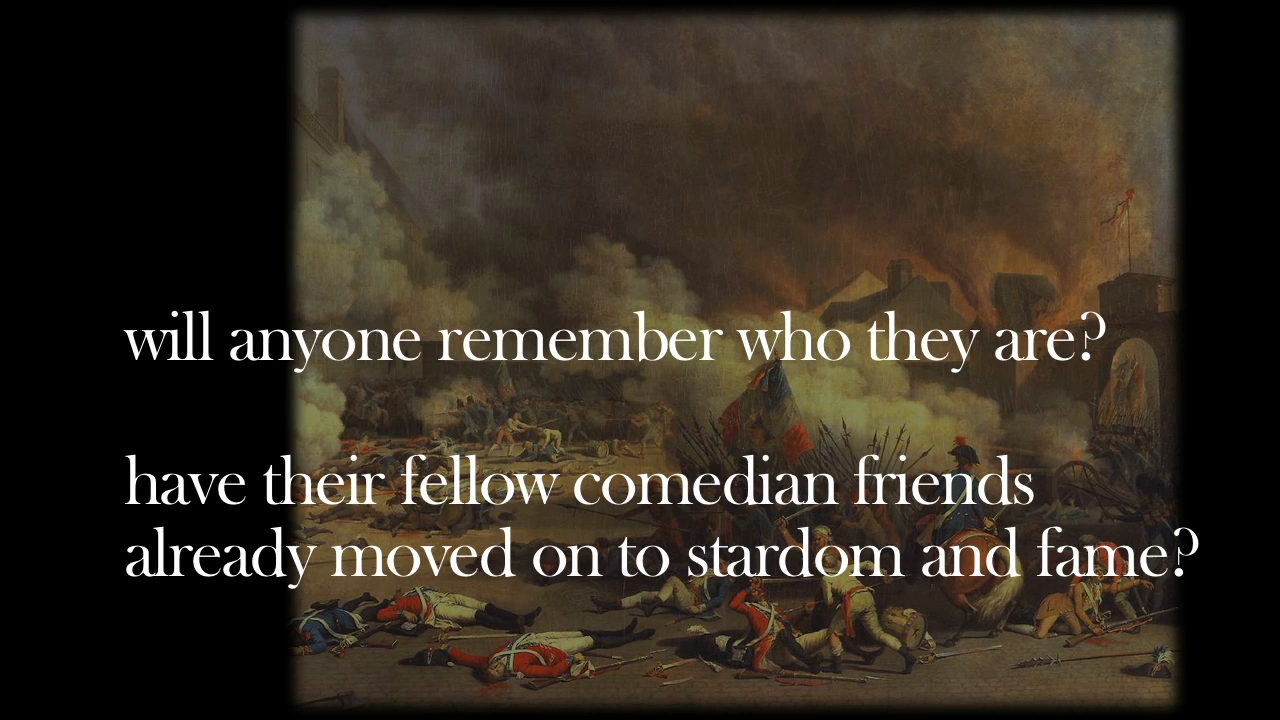 will anyone remember who they are?
have their fellow comedian friends
already moved on to stardom and fame?